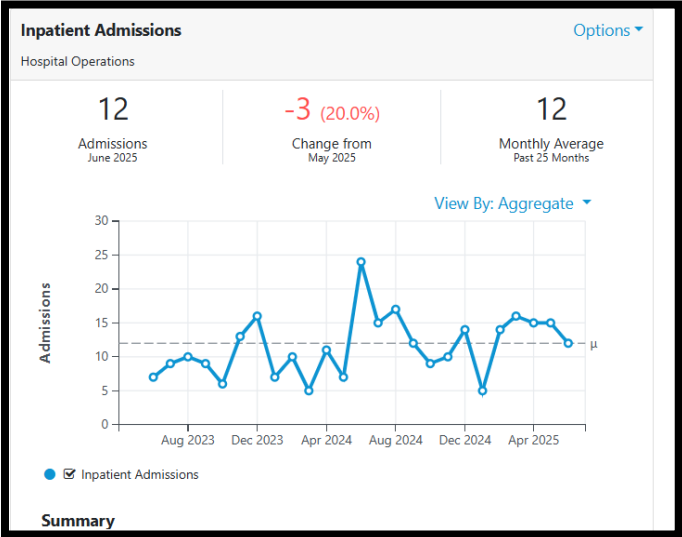 Inpatient Admissions
Options
Hospital Operations
12
Admissions
June 2025
-3 (20.0%)
Change from
May 2025
12
Monthly Average
Past 25 Months
View By: Aggregate
30
25
20
15
10
5
0
Admissions
μ
Aug 2023 Dec 2023 Apr 2024 Aug 2024 Dec 2024 Apr 2025
Inpatient Admissions
Summary